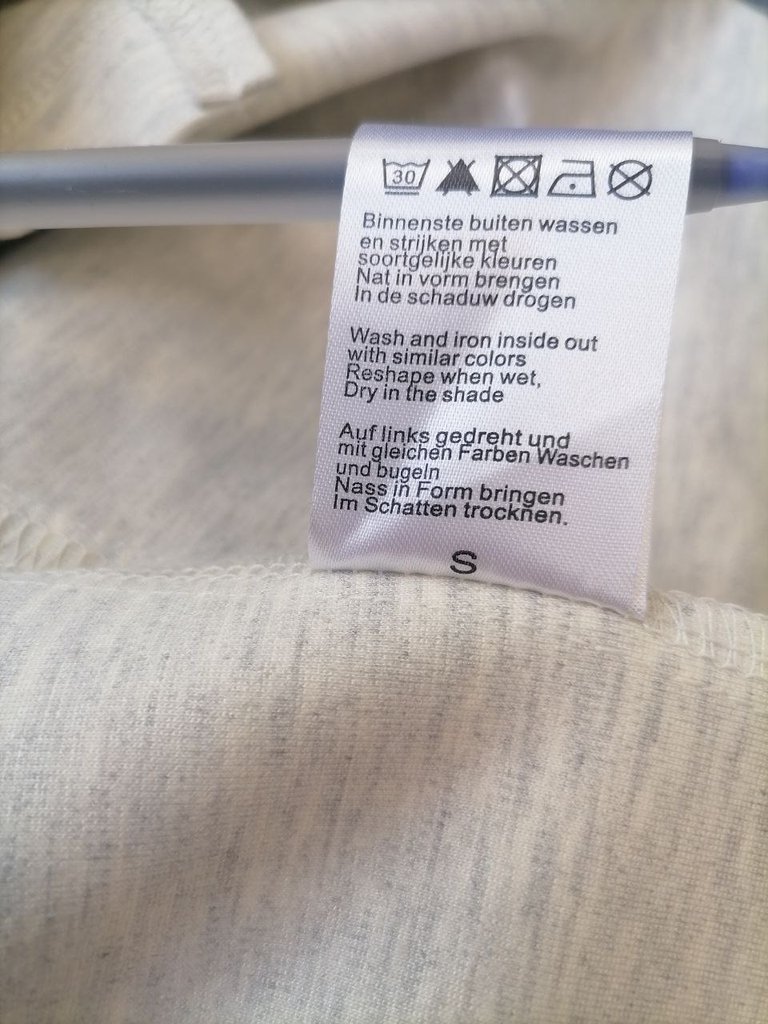 30
Binnenste buiten wassen
en strijken met
soortgelijke kleuren
Nat in vorm brengen
In de schaduw drogen
Wash and iron inside out
with similar colors
Reshape when wet,
Dry in the shade
Auf links gedreht und
mit gleichen Farben Waschen
und bugeln
Nass in Form bringen
Im Schatten trocknen.
S